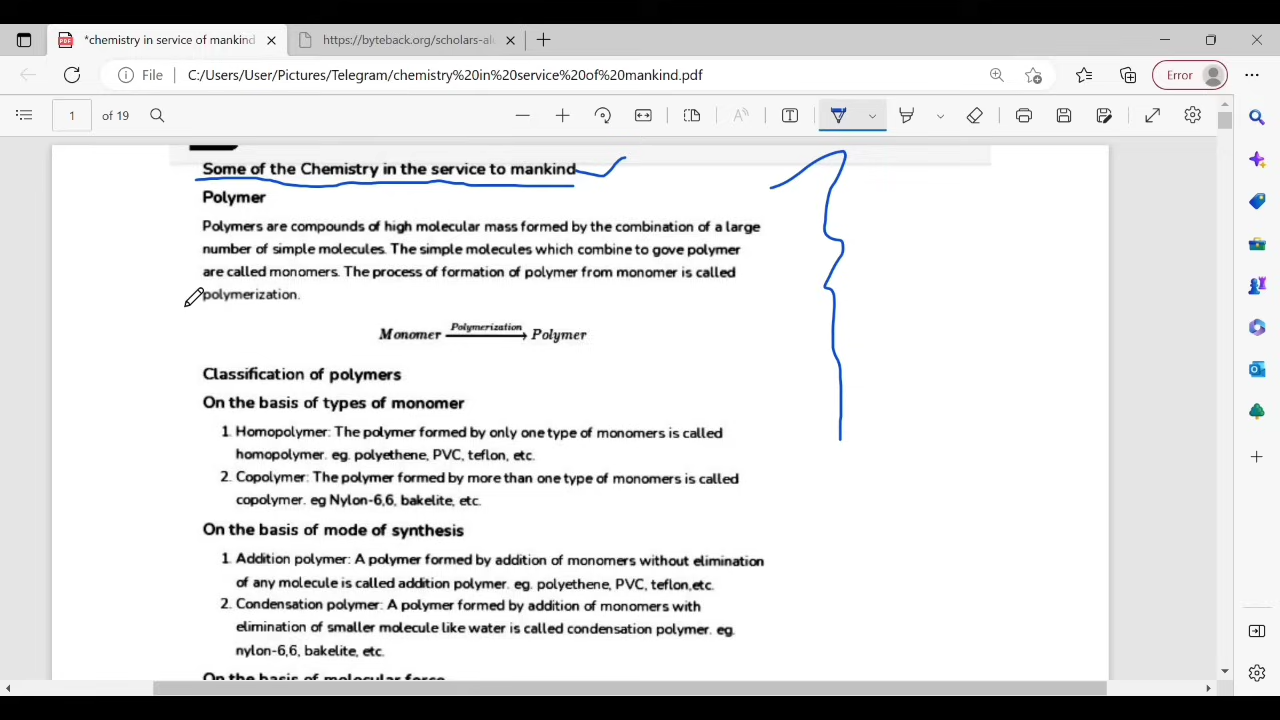 *chemistry in service of mankind
https://byteback.org/scholars-al
File
C:/Users/User/Pictures/Telegram/chemistry%20in%20service%20of%20mankind.pdf
Error
1 of 19
Some of the Chemistry in the service to mankind
Polymer
Polymers are compounds of high molecular mass formed by the combination of a large
number of simple molecules. The simple molecules which combine to gove polymer
are called monomers. The process of formation of polymer from monomer is called
polymerization.
Polymerization
Monomer → Polymer
Classification of polymers
On the basis of types of monomer
1. Homopolymer: The polymer formed by only one type of monomers is called
homopolymer. eg. polyethene, PVC, teflon, etc.
2. Copolymer: The polymer formed by more than one type of monomers is called
copolymer. eg Nylon-6,6, bakelite, etc.
On the basis of mode of synthesis
1. Addition polymer: A polymer formed by addition of monomers without elimination
of any molecule is called addition polymer. eg. polyethene, PVC, teflon,etc.
2. Condensation polymer: A polymer formed by addition of monomers with
elimination of smaller molecule like water is called condensation polymer. eg.
nylon-6,6, bakelite, etc.
On the basis of molecular force